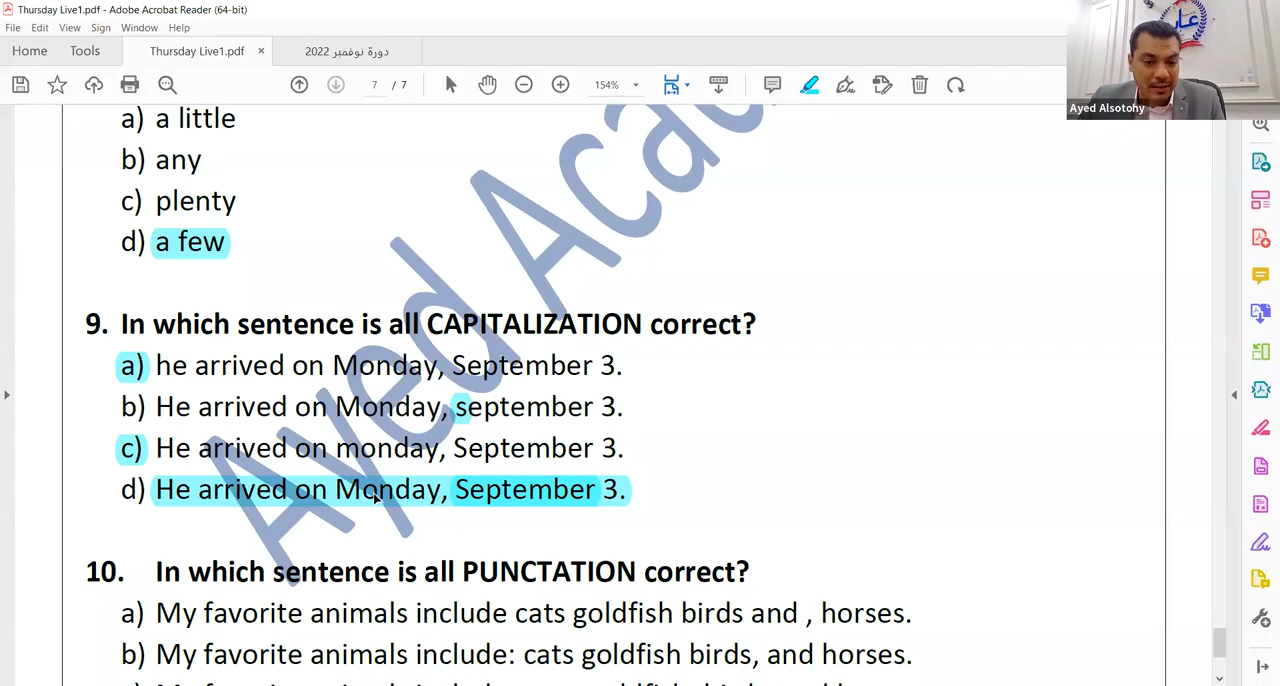 Thursday Live1.pdf - Adobe Acrobat Reader (64-bit)
File Edit View Sign Window Help
Home Tools Thursday Live1.pdf × دورة نوفمبر 2022
7 / 7 154%
Ayed Alsotohy
a) a little
b) any
c) plenty
d) a few
9. In which sentence is all CAPITALIZATION correct?
a) he arrived on Monday, September 3.
b) He arrived on Monday, september 3.
c) He arrived on monday, September 3.
d) He arrived on Monday, September 3.
10. In which sentence is all PUNCTATION correct?
a) My favorite animals include cats goldfish birds and , horses.
b) My favorite animals include: cats goldfish birds, and horses.
Ayed Aca